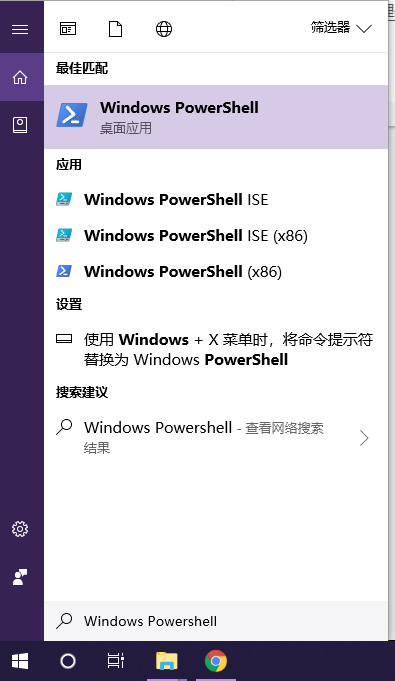 筛选器
最佳匹配
Windows PowerShell
桌面应用
应用
Windows PowerShell ISE
Windows PowerShell ISE (x86)
Windows PowerShell (x86)
设置
使用 Windows + X 菜单时，将命令提示符
替换为 Windows PowerShell
搜索建议
Windows Powershell - 查看网络搜索
结果
Windows Powershell